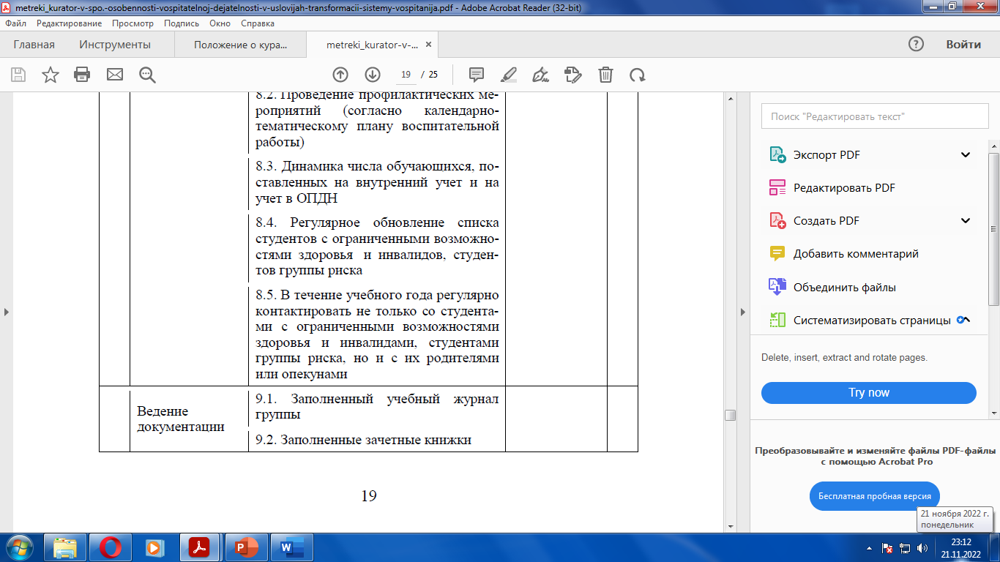 metreki_kurator-v-spo.-osobennosti-vospitatelnoj-dejatelnosti-v-uslovijah-transformacii-sistemy-vospitanija.pdf - Adobe Acrobat Reader (32-bit)
Файл Редактирование Просмотр Подпись Окно Справка
Главная Инструменты Положение о кура... metreki_kurator-v-... × ? Войти
19 / 25
8.2. Проведение профилактических ме-
роприятий (согласно календарно-
тематическому плану воспитательной
работы)
8.3. Динамика числа обучающихся, по-
ставленных на внутренний учет и на
учет в ОПДН
8.4. Регулярное обновление списка
студентов с ограниченными возможно-
стями здоровья и инвалидов, студен-
тов группы риска
8.5. В течение учебного года регулярно
контактировать не только со студента-
ми с ограниченными возможностями
здоровья и инвалидами, студентами
группы риска, но и с их родителями
или опекунами
Ведение
документации
9.1. Заполненный учебный журнал
группы
9.2. Заполненные зачетные книжки
19
Поиск "Редактировать текст"
Экспорт PDF
Редактировать PDF
Создать PDF
Добавить комментарий
Объединить файлы
Систематизировать страницы
Delete, insert, extract and rotate pages.
Try now
Преобразовывайте и изменяйте файлы PDF-файлы
с помощью Acrobat Pro
Бесплатная пробная версия
21 ноября 2022 г.
понедельник
23:12
21.11.2022